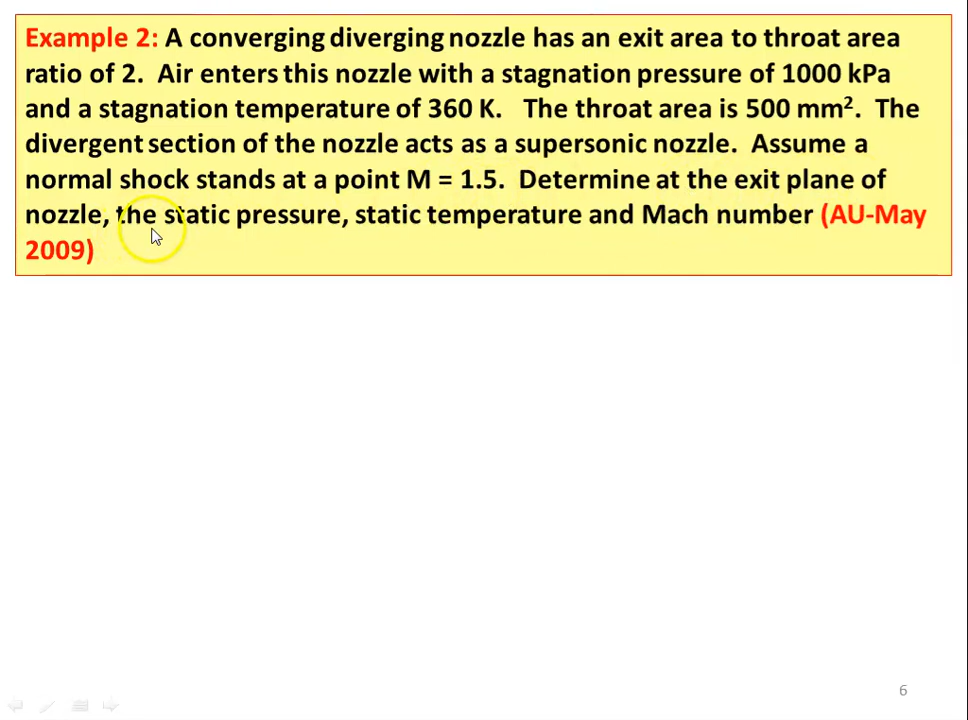 Example 2: A converging diverging nozzle has an exit area to throat area
ratio of 2. Air enters this nozzle with a stagnation pressure of 1000 kPa
and a stagnation temperature of 360 K. The throat area is 500 mm². The
divergent section of the nozzle acts as a supersonic nozzle. Assume a
normal shock stands at a point M = 1.5. Determine at the exit plane of
nozzle, the static pressure, static temperature and Mach number (AU-May
2009)
6